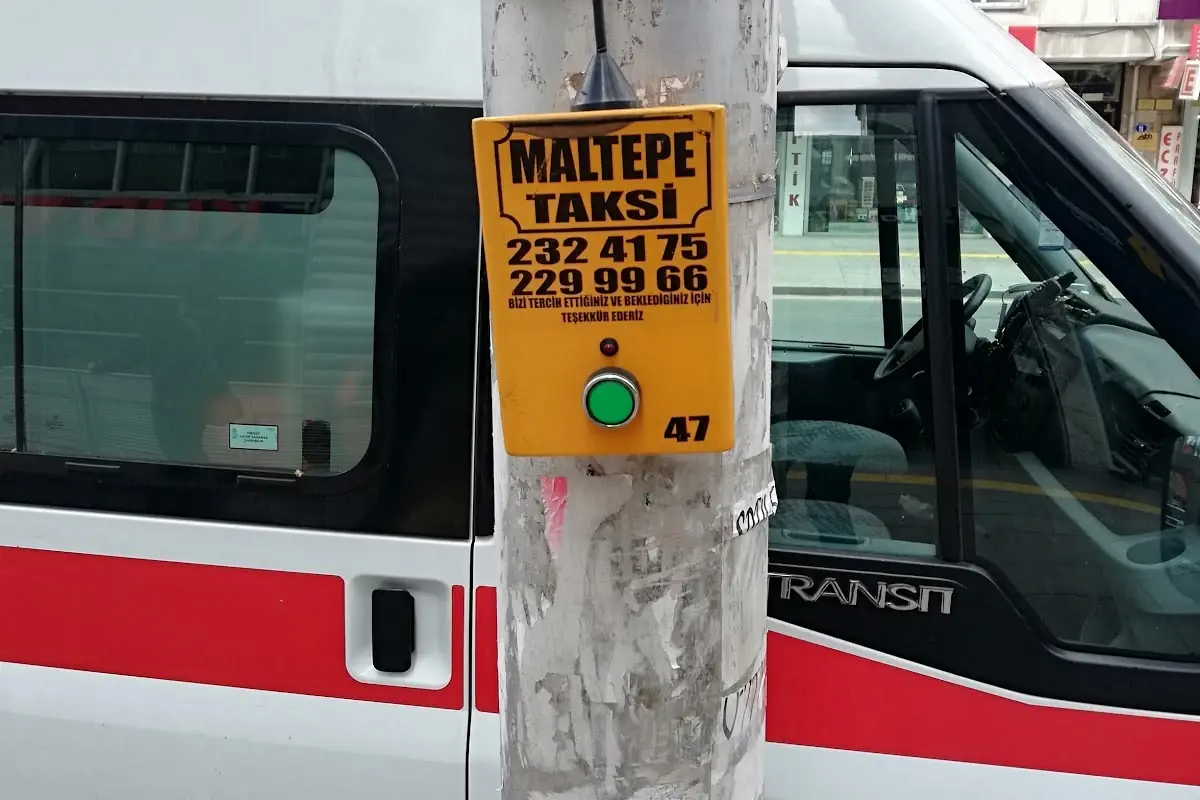 MALTEPE
TAKSİ
232 41 75
229 99 66
BİZİ TERCİH ETTİĞİNİZ VE BEKLEDİĞİNİZ İÇİN
TEŞEKKÜR EDERİZ
47
TRANSIT